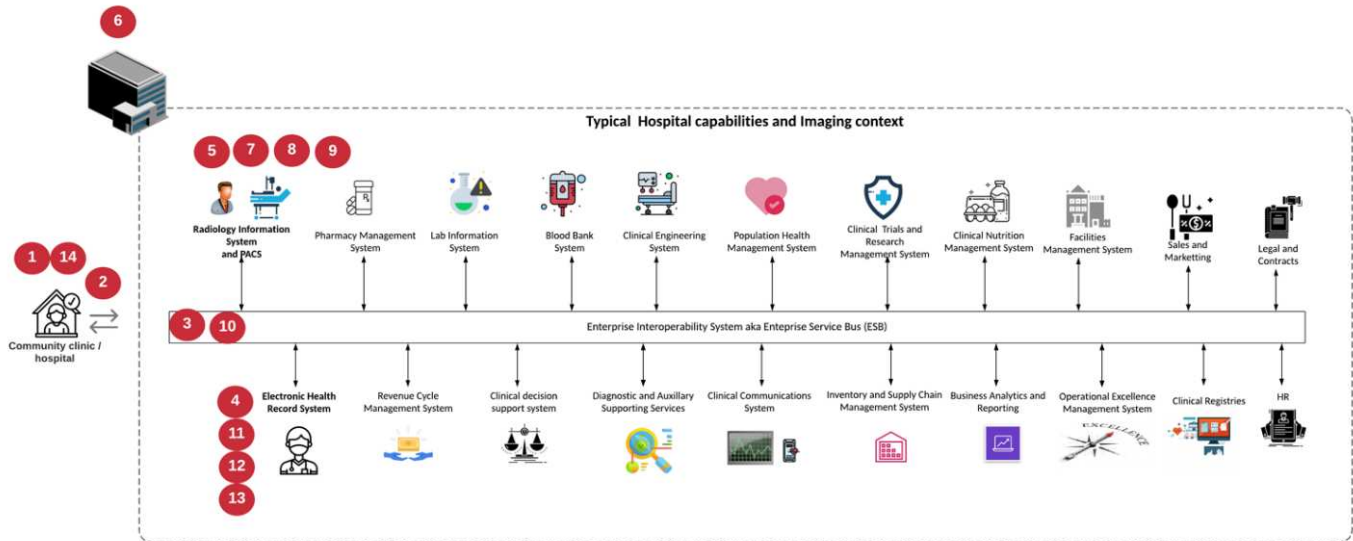 6
Typical Hospital capabilities and Imaging context
5
7
8
9
Radiology Information
System
and PACS
Pharmacy Management
System
Lab Information
System
Blood Bank
System
Clinical Engineering
System
Population Health
Management System
Clinical Trials and
Research
Management System
Clinical Nutrition
Management System
Facilities
Management System
Sales and
Marketting
Legal and
Contracts
1
14
2
Community clinic /
hospital
3
10
Enterprise Interoperability System aka Enteprise Service Bus (ESB)
4
11
12
13
Electronic Health
Record System
Revenue Cycle
Management System
Clinical decision
support system
Diagnostic and Auxillary
Supporting Services
Clinical Communications
System
Inventory and Supply Chain
Management System
Business Analytics and
Reporting
Operational Excellence
Management System
EXCELLENCE
Clinical Registries
HR